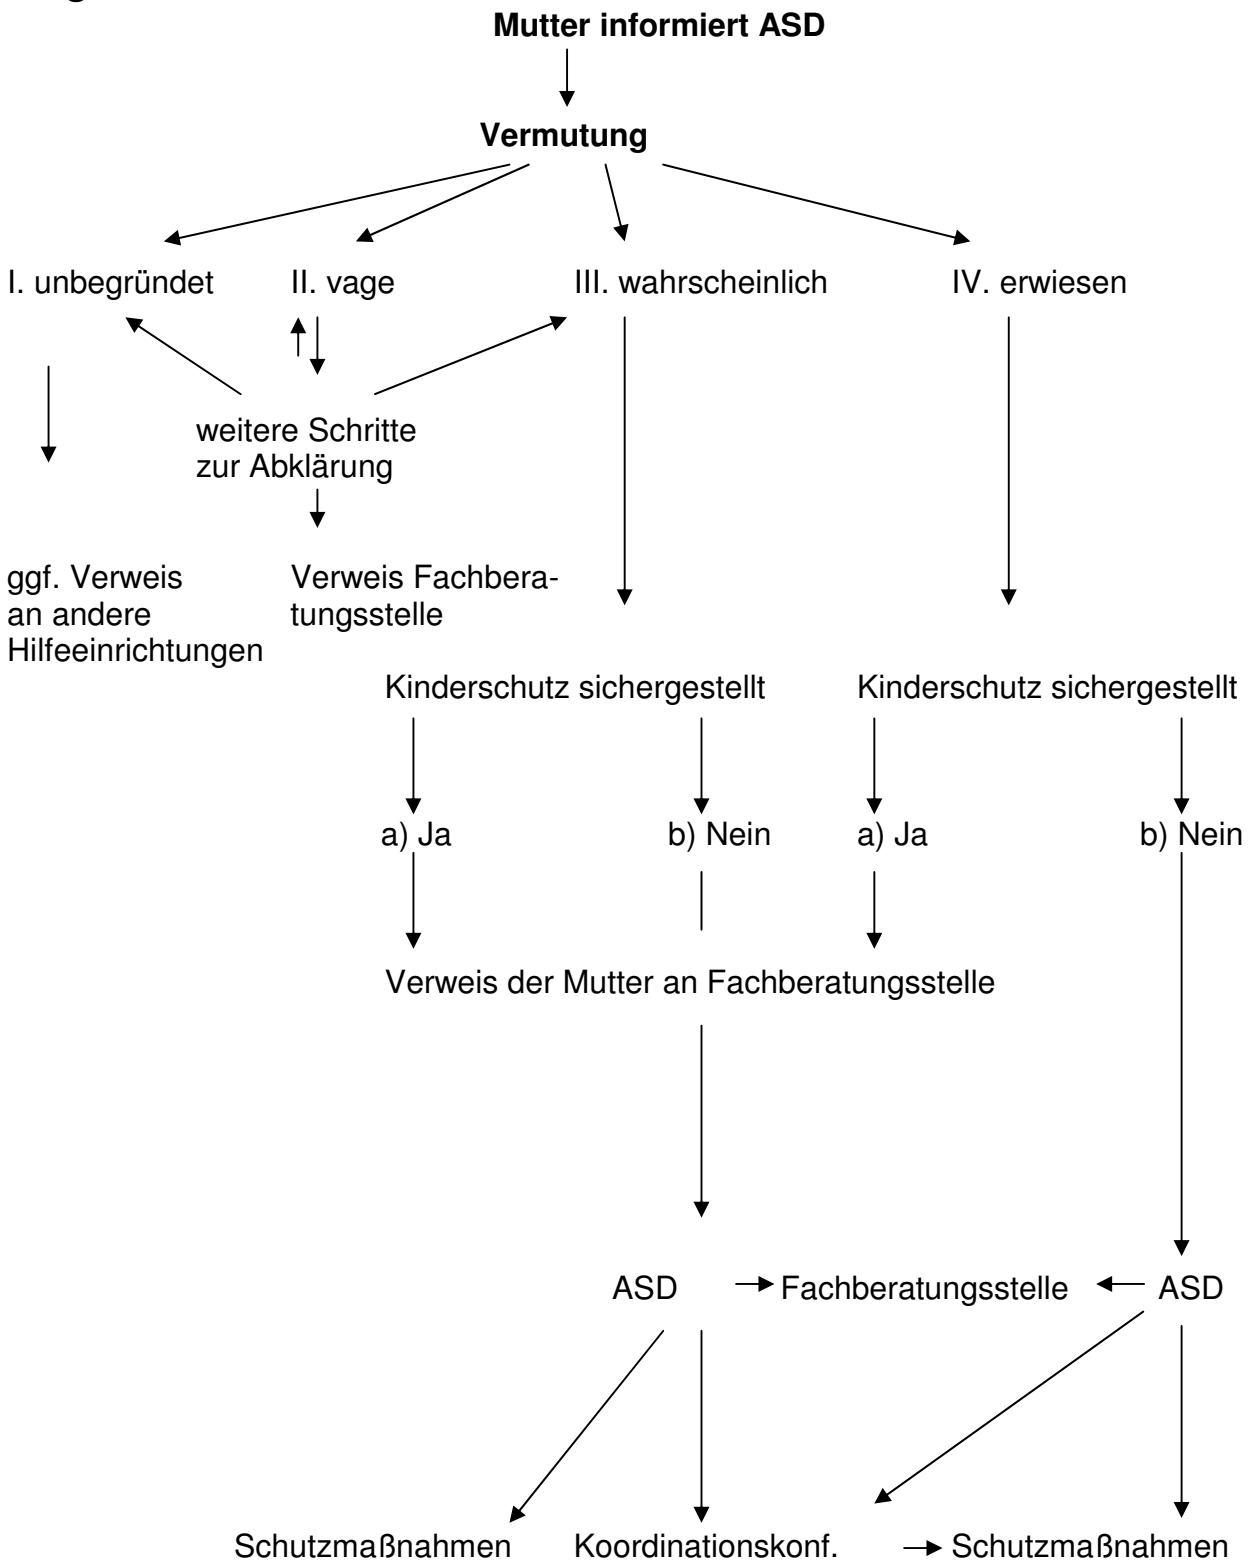 Mutter informiert ASD
Vermutung
I. unbegründet II. vage III. wahrscheinlich IV. erwiesen
weitere Schritte
zur Abklärung
ggf. Verweis
an andere
Hilfeeinrichtungen
Verweis Fachbera-
tungsstelle
Kinderschutz sichergestellt Kinderschutz sichergestellt
a) Ja b) Nein a) Ja b) Nein
Verweis der Mutter an Fachberatungsstelle
ASD Fachberatungsstelle ASD
Schutzmaßnahmen Koordinationskonf. Schutzmaßnahmen